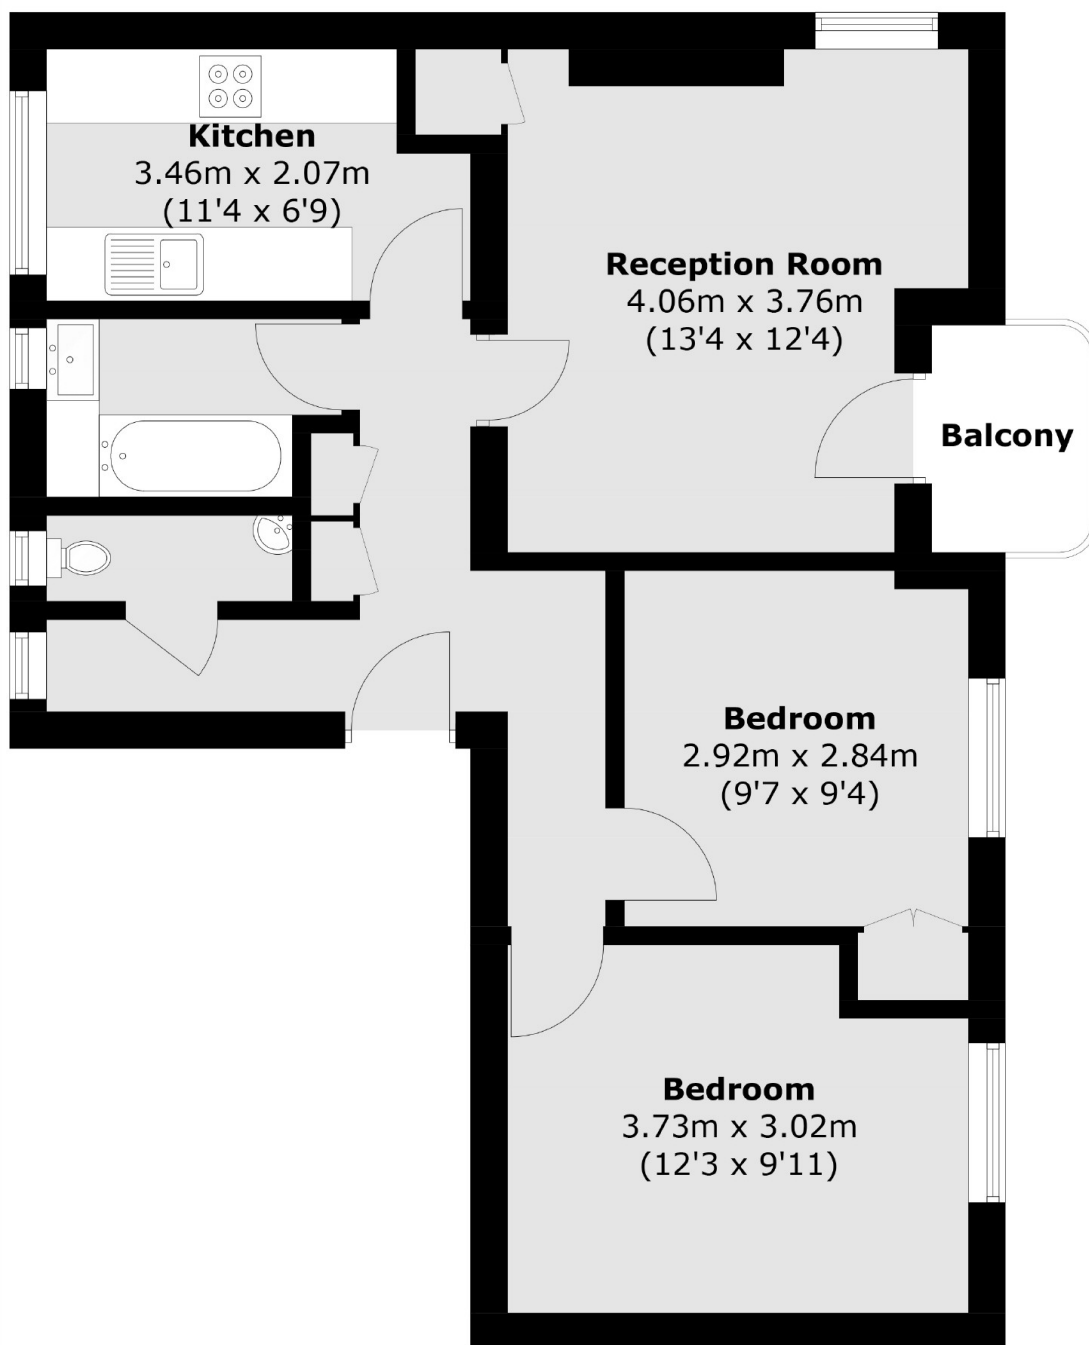 Kitchen
3.46m x 2.07m
(11'4 x 6'9)
Reception Room
4.06m x 3.76m
(13'4 x 12'4)
Balcony
Bedroom
2.92m x 2.84m
(9'7 x 9'4)
Bedroom
3.73m x 3.02m
(12'3 x 9'11)